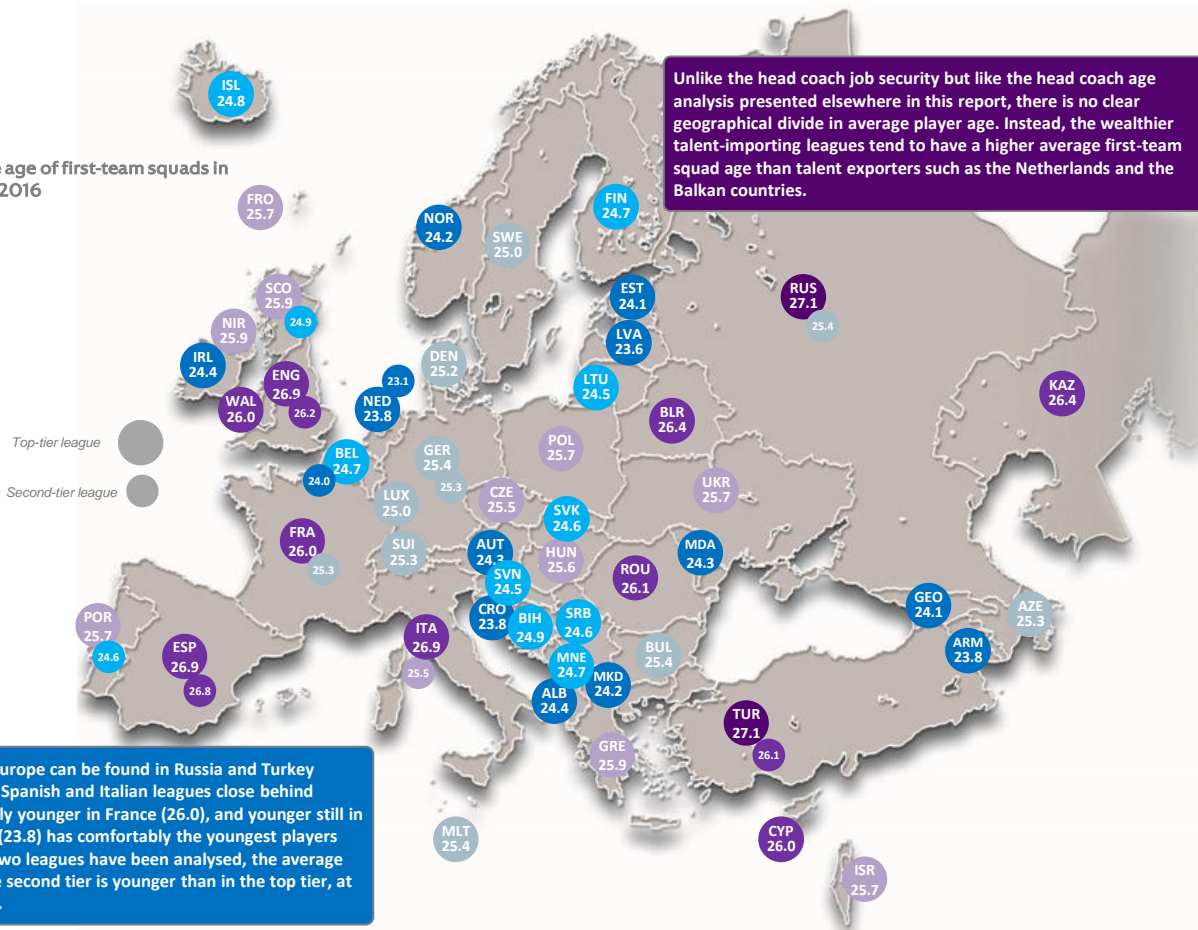 Unlike the head coach job security but like the head coach age
analysis presented elsewhere in this report, there is no clear
geographical divide in average player age. Instead, the wealthier
talent-importing leagues tend to have a higher average first-team
squad age than talent exporters such as the Netherlands and the
Balkan countries.
ISL
24.8
age of first-team squads in
2016
FRO
25.7
NOR
24.2
SWE
25.0
FIN
24.7
SCO
25.9
24.9
NIR
25.9
IRL
24.4
ENG
26.9
26.2
WAL
26.0
EST
24.1
LVA
23.6
LTU
24.5
RUS
27.1
25.4
DEN
25.2
23.1
NED
23.8
BLR
26.4
KAZ
26.4
Top-tier league
Second-tier league
BEL
24.7
24.0
GER
25.4
25.3
POL
25.7
LUX
25.0
CZE
25.5
UKR
25.7
SVK
24.6
FRA
26.0
25.3
SUI
25.3
AUT
24.3
HUN
25.6
MDA
24.3
SVN
24.5
ROU
26.1
POR
25.7
24.6
ESP
26.9
26.8
ITA
26.9
25.5
CRO
23.8
BIH
24.9
SRB
24.6
MNE
24.7
BUL
25.4
ALB
24.4
MKD
24.2
GEO
24.1
AZE
25.3
ARM
23.8
TUR
27.1
26.1
GRE
25.9
MLT
25.4
CYP
26.0
ISR
25.7
urope can be found in Russia and Turkey
Spanish and Italian leagues close behind
ly younger in France (26.0), and younger still in
(23.8) has comfortably the youngest players
wo leagues have been analysed, the average
e second tier is younger than in the top tier, at
.